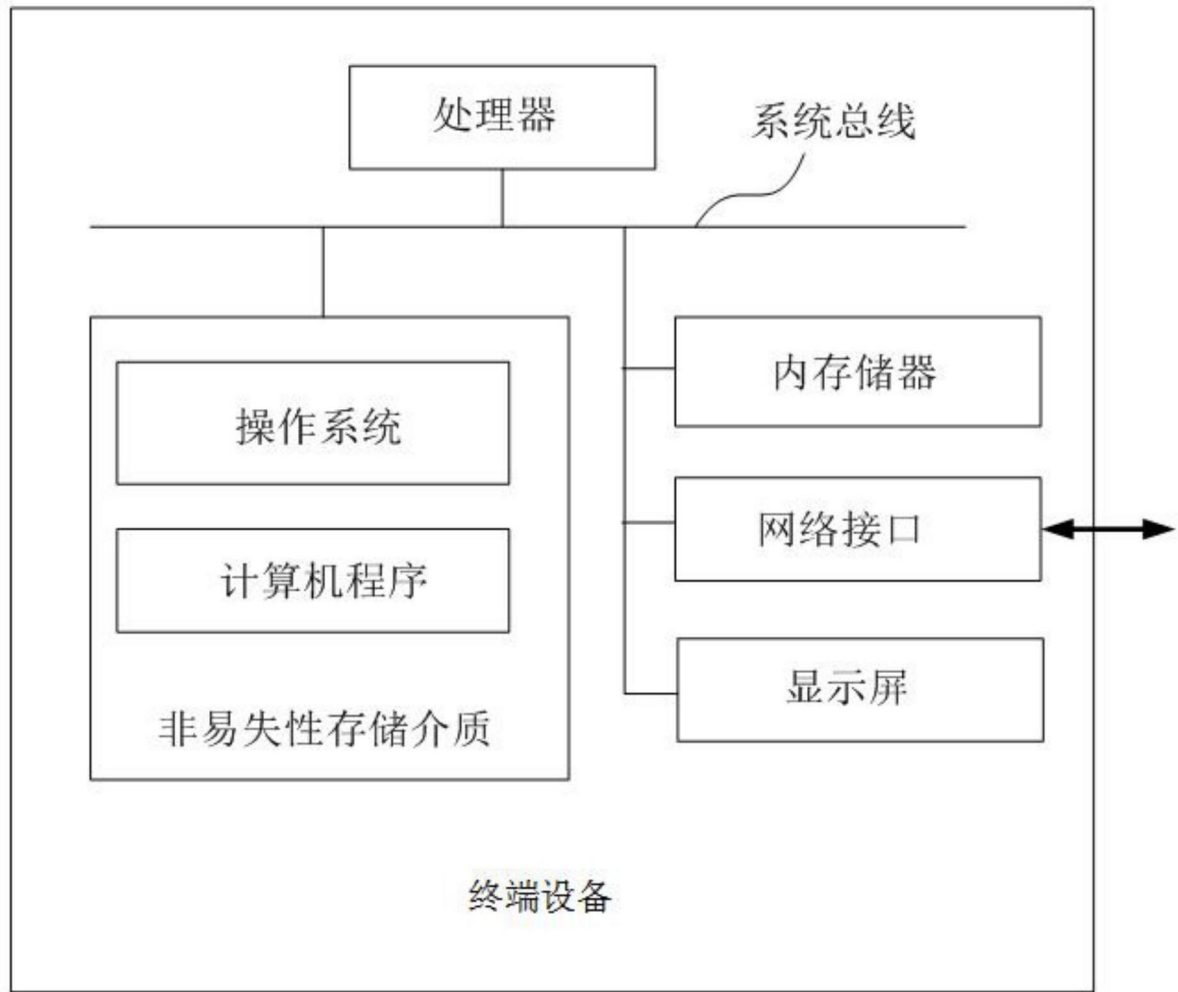 处理器
系统总线
操作系统
计算机程序
非易失性存储介质
内存储器
网络接口
显示屏
终端设备